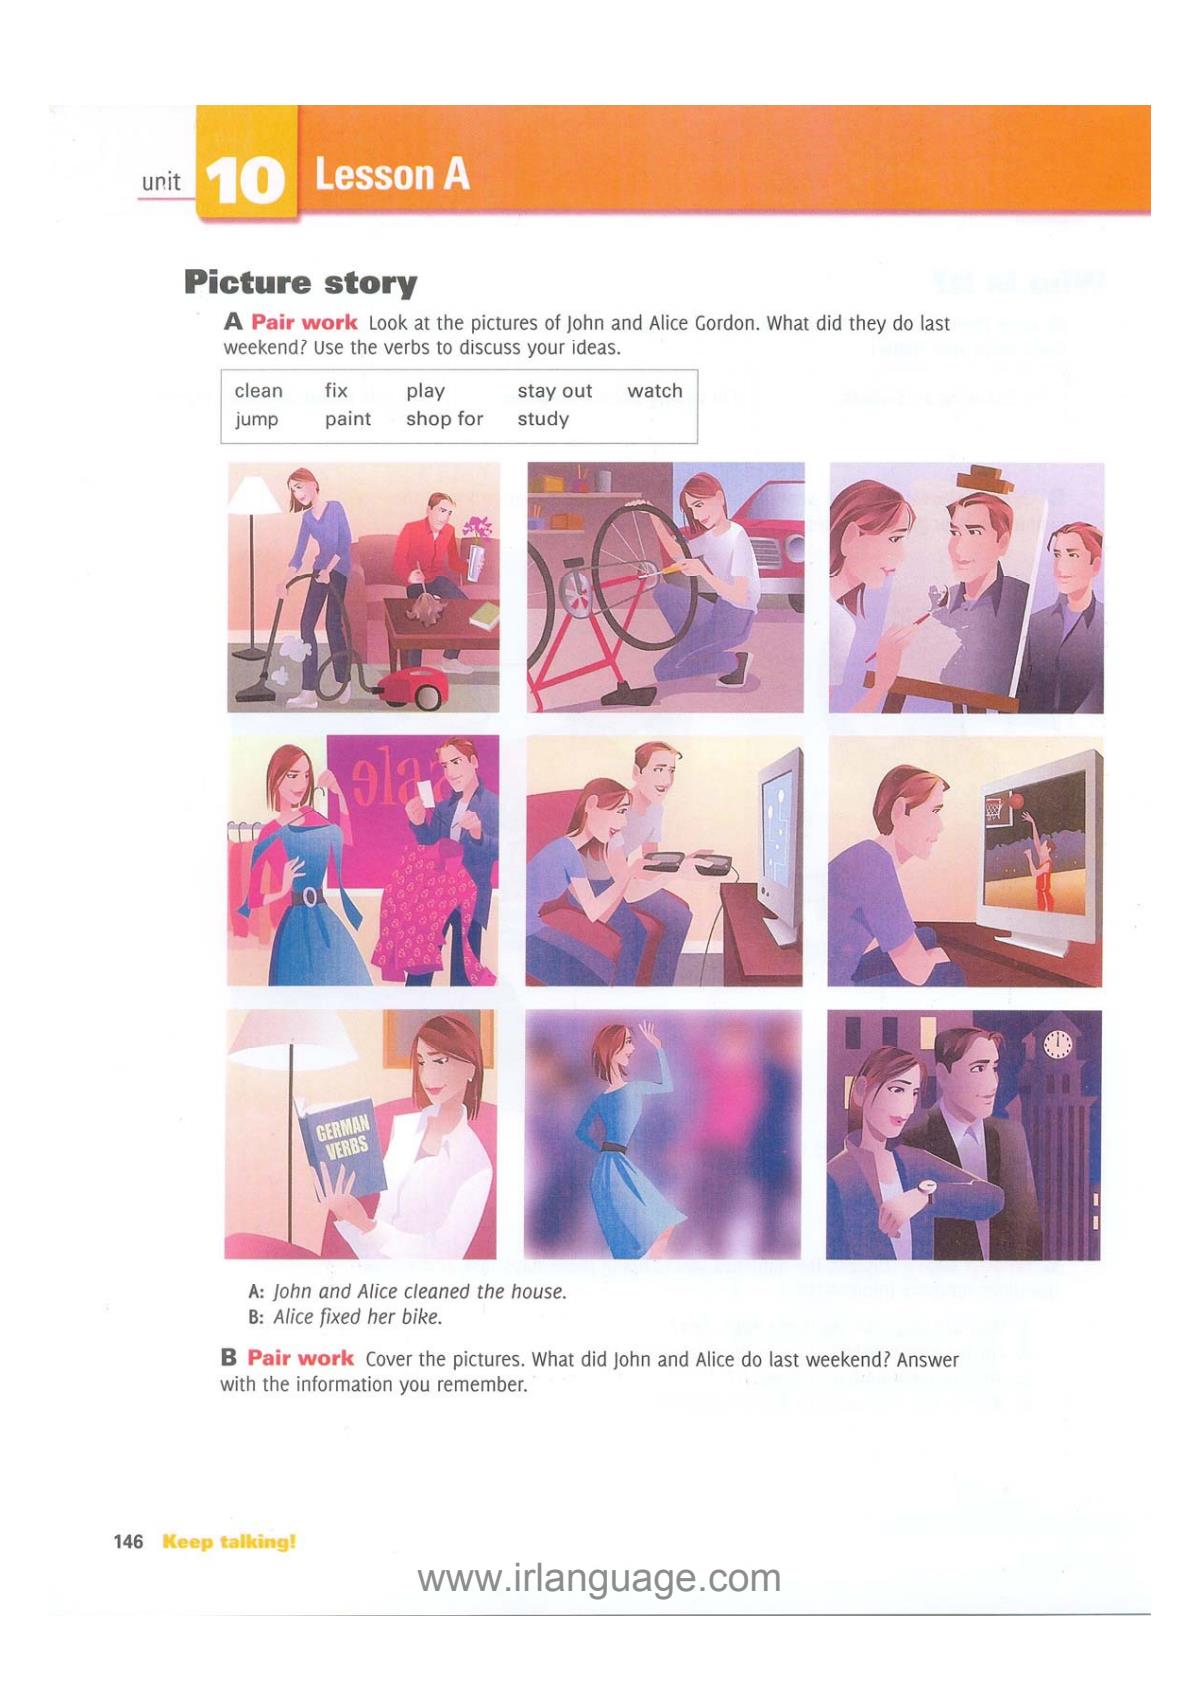 unit 10 Lesson A
Picture story
A Pair work Look at the pictures of John and Alice Gordon. What did they do last
weekend? Use the verbs to discuss your ideas.
clean fix play stay out watch
jump paint shop for study
sale
GERMAN
VERBS
A: John and Alice cleaned the house.
B: Alice fixed her bike.
B Pair work Cover the pictures. What did John and Alice do last weekend? Answer
with the information you remember.
146 Keep talking!
www.irlanguage.com